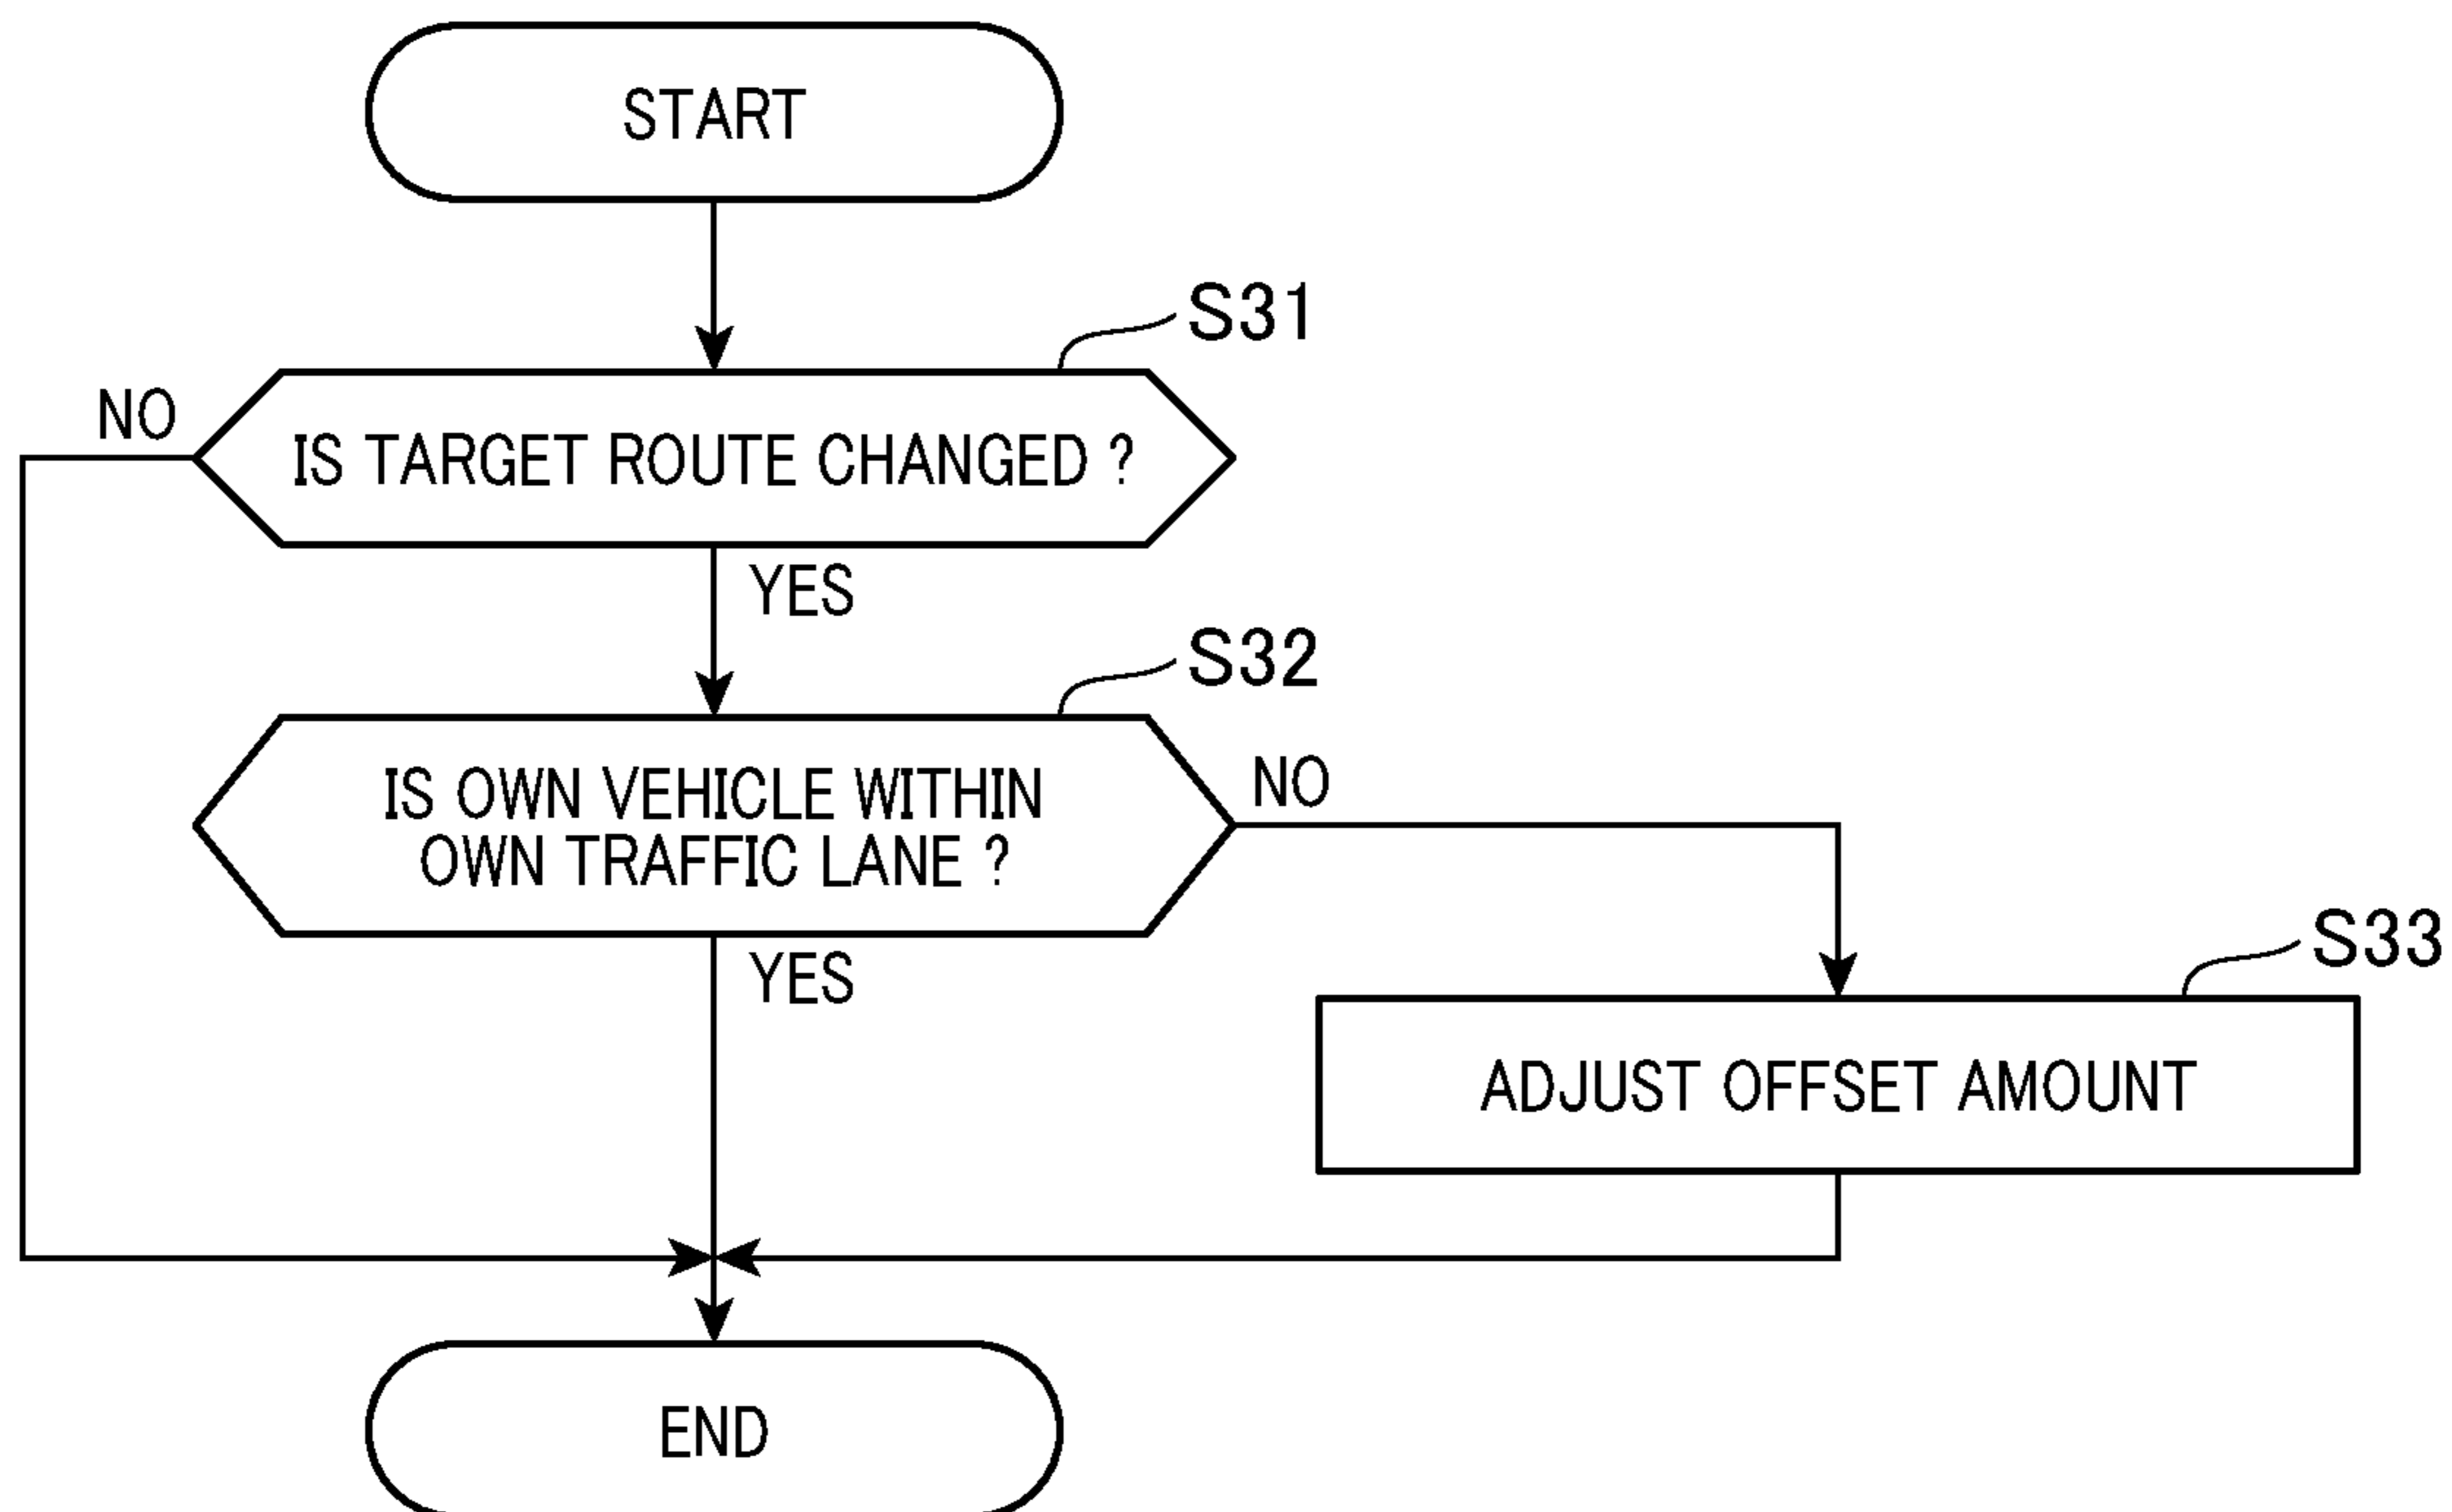 START
S31
NO
IS TARGET ROUTE CHANGED ?
YES
S32
IS OWN VEHICLE WITHIN
OWN TRAFFIC LANE ?
NO
YES
S33
ADJUST OFFSET AMOUNT
END